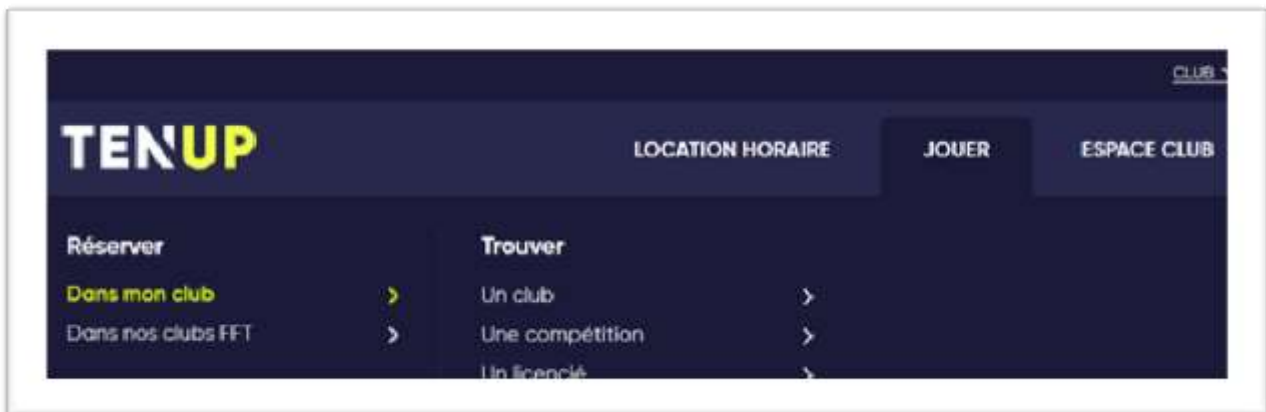 CLUB
TENUP
LOCATION HORAIRE
JOUER
ESPACE CLUB
Réserver
Dans mon club
Dans nos clubs FFT
Trouver
Un club
Une compétition
Un licencié